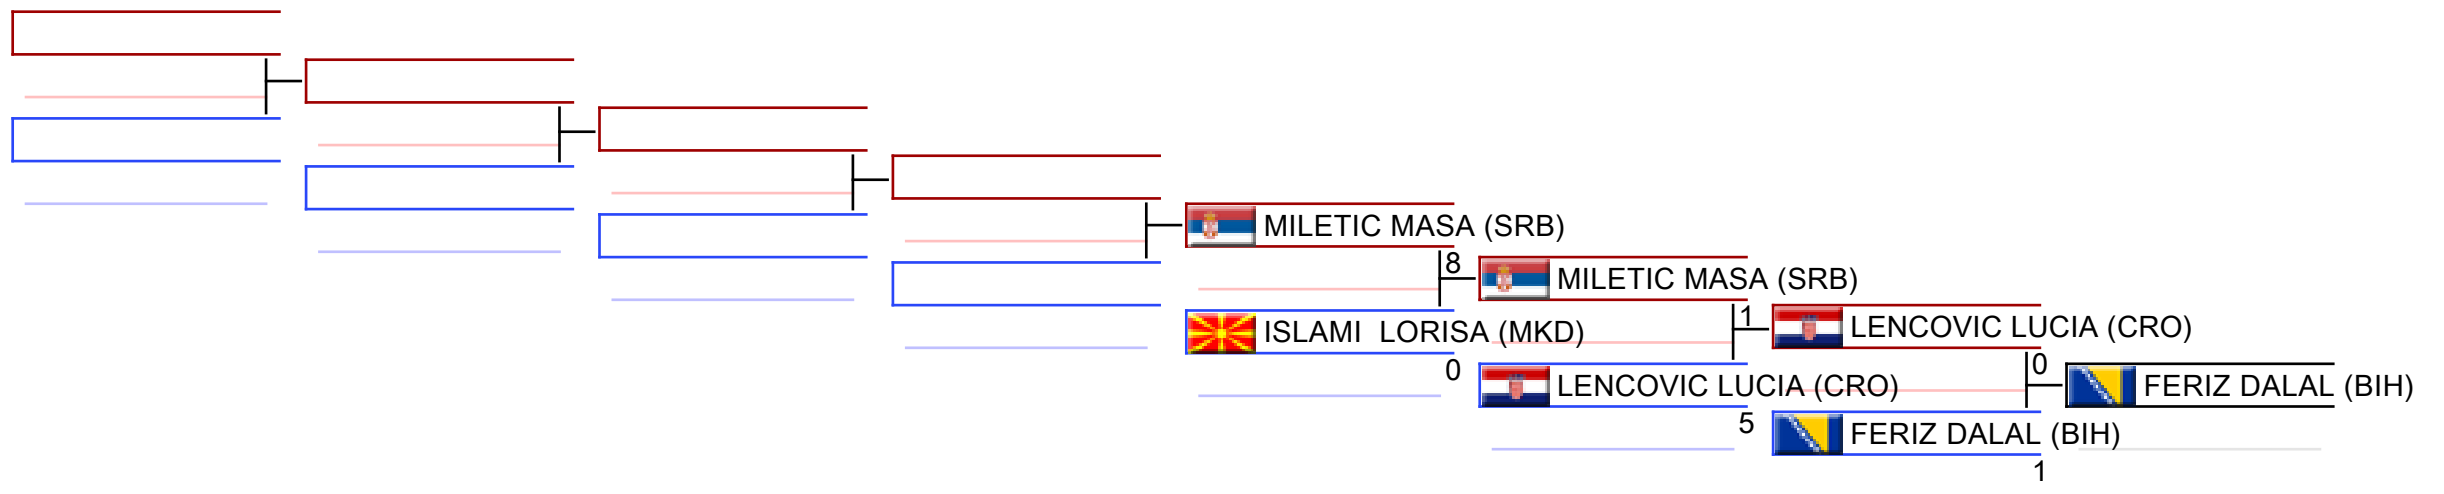 MILETIC MASA (SRB)
8
MILETIC MASA (SRB)
1
LENCOVIC LUCIA (CRO)
ISLAMI  LORISA (MKD)
0
0
LENCOVIC LUCIA (CRO)
FERIZ DALAL (BIH)
5
FERIZ DALAL (BIH)
1